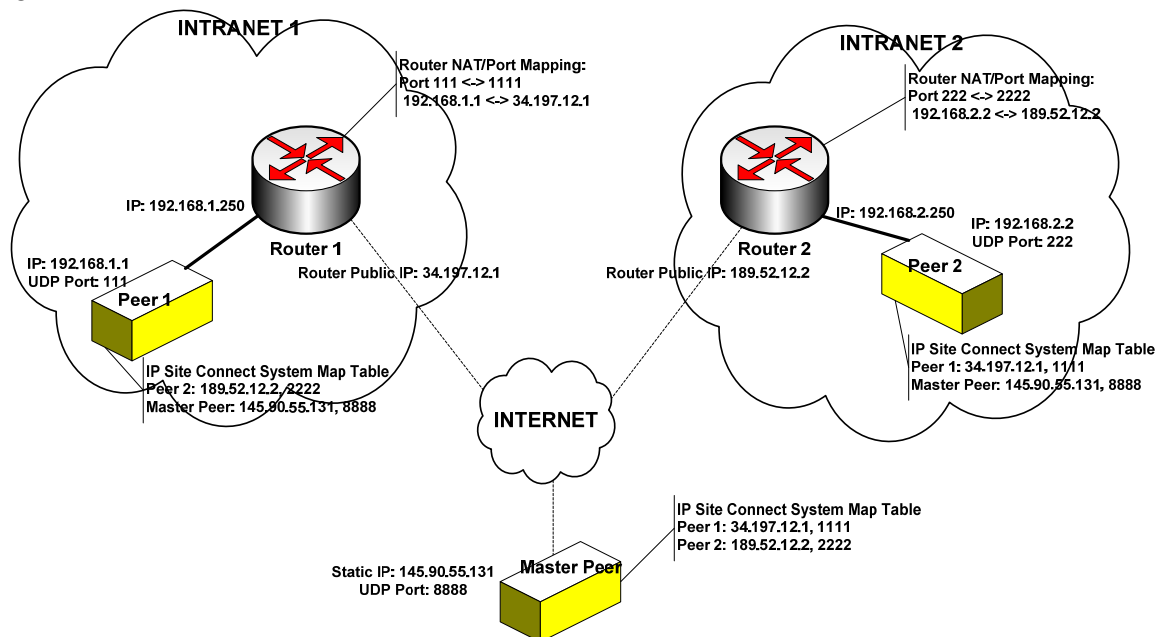 INTRANET 1
Router NAT/Port Mapping:
Port 111 <-> 1111
192.168.1.1 <-> 34.197.12.1
IP: 192.168.1.250
Router 1
Router Public IP: 34.197.12.1
IP: 192.168.1.1
UDP Port: 111
Peer 1
IP Site Connect System Map Table
Peer 2: 189.52.12.2, 2222
Master Peer: 145.90.55.131, 8888
INTRANET 2
Router NAT/Port Mapping:
Port 222 <-> 2222
192.168.2.2 <-> 189.52.12.2
IP: 192.168.2.250
Router 2
Router Public IP: 189.52.12.2
IP: 192.168.2.2
UDP Port: 222
Peer 2
IP Site Connect System Map Table
Peer 1: 34.197.12.1, 1111
Master Peer: 145.90.55.131, 8888
INTERNET
IP Site Connect System Map Table
Peer 1: 34.197.12.1, 1111
Peer 2: 189.52.12.2, 2222
Static IP: 145.90.55.131
UDP Port: 8888
Master Peer